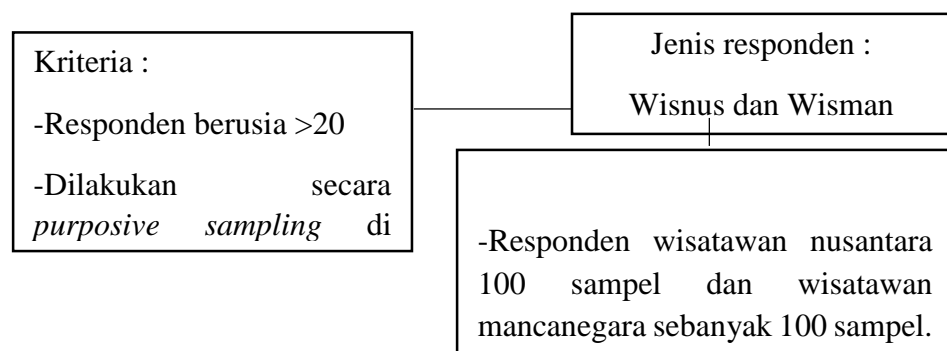 Kriteria :
-Responden berusia >20
-Dilakukan secara
purposive sampling di
Jenis responden :
Wisnus dan Wisman
-Responden wisatawan nusantara
100 sampel dan wisatawan
mancanegara sebanyak 100 sampel.